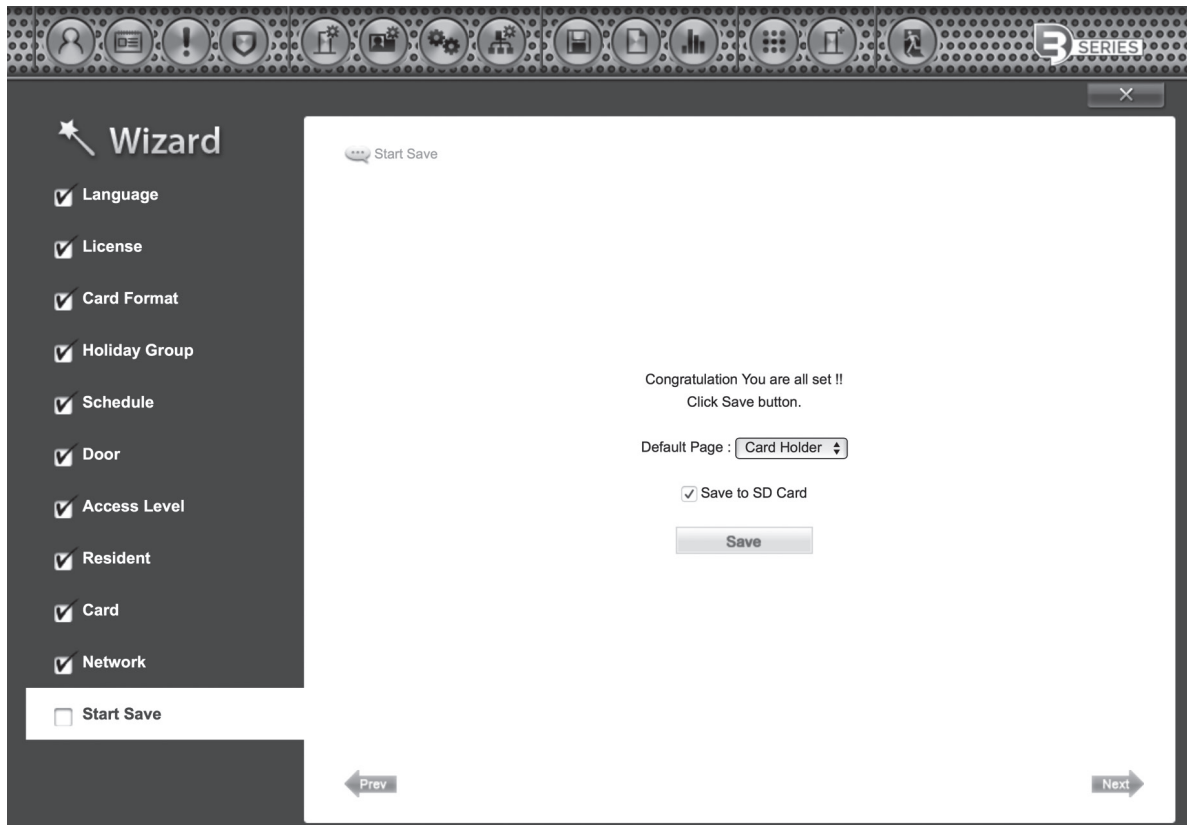 3 SERIES
Wizard
Language
License
Card Format
Holiday Group
Schedule
Door
Access Level
Resident
Card
Network
Start Save
Start Save
Congratulation You are all set !!
Click Save button.
Default Page : Card Holder
Save to SD Card
Save
Prev
Next